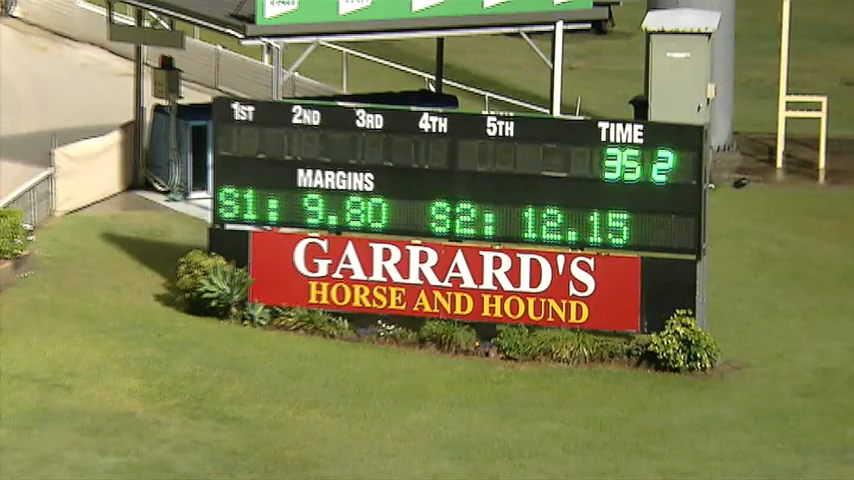 1ST 2ND 3RD 4TH 5TH TIME
35 2
MARGINS
S1: 9.80 S2: 12.15
GARRARD'S
HORSE AND HOUND